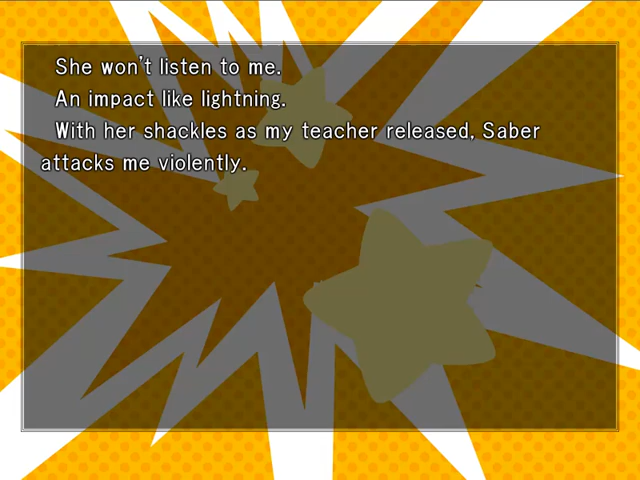 She won't listen to me.
An impact like lightning.
With her shackles as my teacher released, Saber
attacks me violently.